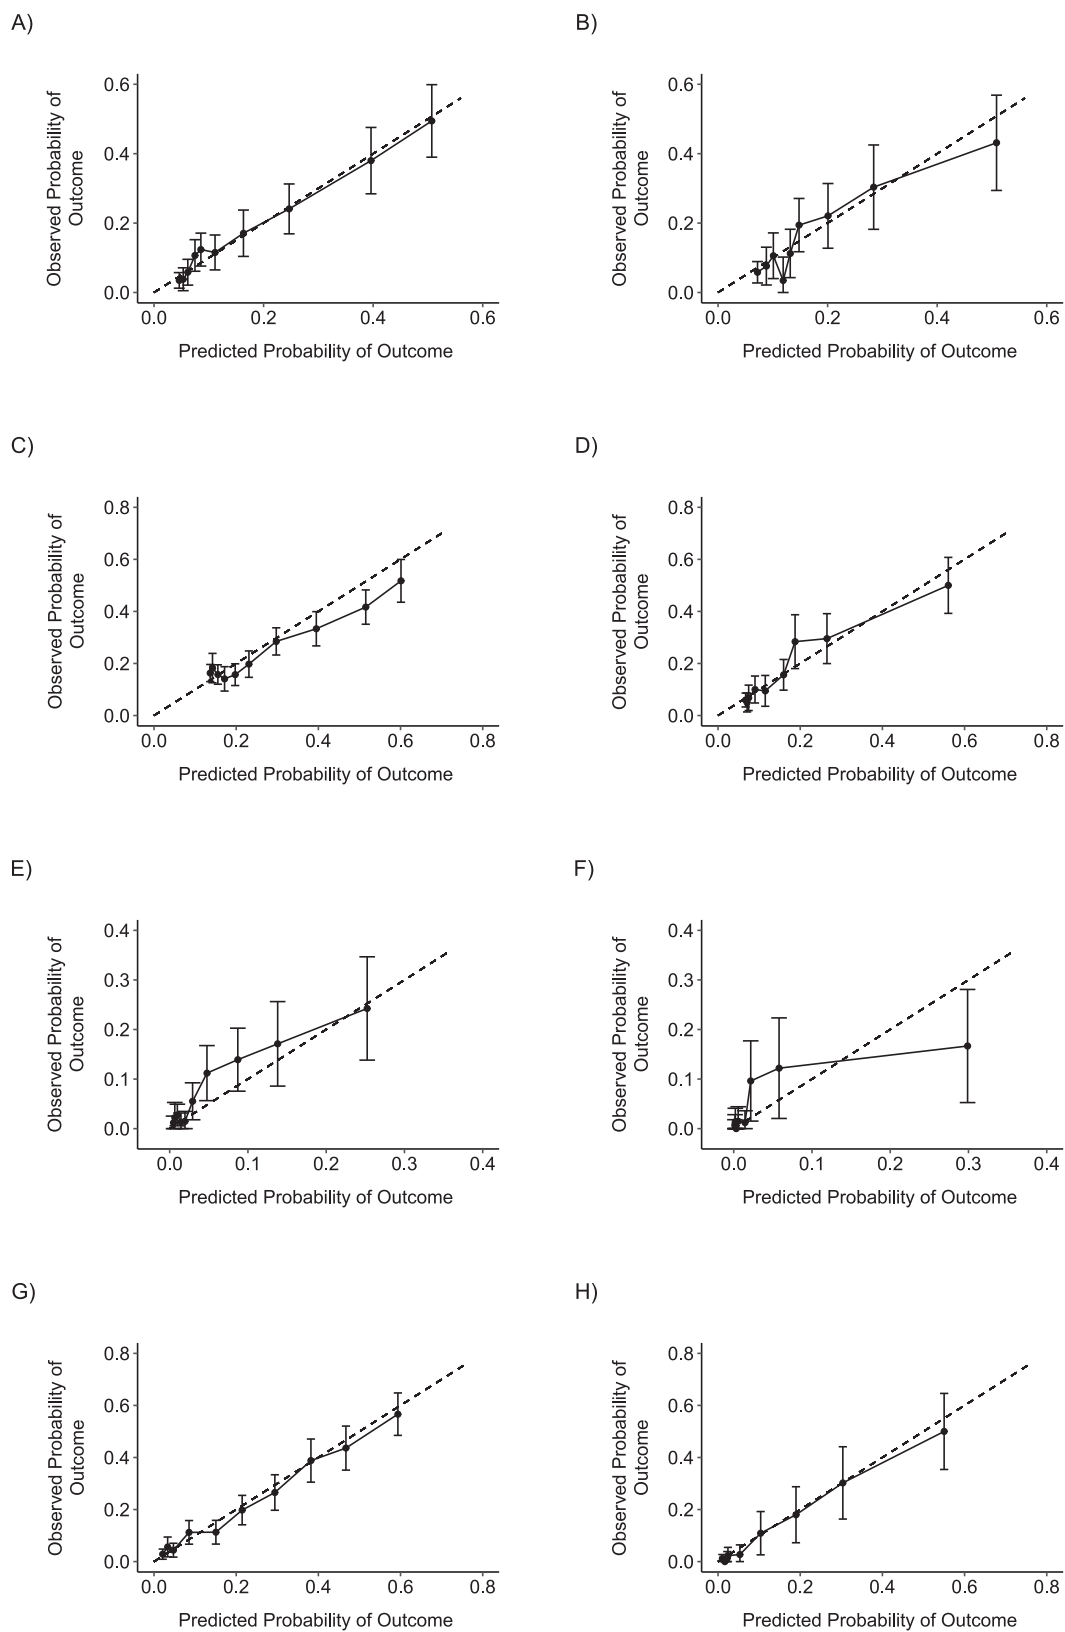 A)
Observed Probability of
Outcome
0.6
0.4
0.2
0.0
0.0 0.2 0.4 0.6
Predicted Probability of Outcome
B)
Observed Probability of
Outcome
0.6
0.4
0.2
0.0
0.0 0.2 0.4 0.6
Predicted Probability of Outcome
C)
Observed Probability of
Outcome
0.8
0.6
0.4
0.2
0.0
0.0 0.2 0.4 0.6 0.8
Predicted Probability of Outcome
D)
Observed Probability of
Outcome
0.8
0.6
0.4
0.2
0.0
0.0 0.2 0.4 0.6 0.8
Predicted Probability of Outcome
E)
Observed Probability of
Outcome
0.4
0.3
0.2
0.1
0.0
0.0 0.1 0.2 0.3 0.4
Predicted Probability of Outcome
F)
Observed Probability of
Outcome
0.4
0.3
0.2
0.1
0.0
0.0 0.1 0.2 0.3 0.4
Predicted Probability of Outcome
G)
Observed Probability of
Outcome
0.8
0.6
0.4
0.2
0.0
0.0 0.2 0.4 0.6 0.8
Predicted Probability of Outcome
H)
Observed Probability of
Outcome
0.8
0.6
0.4
0.2
0.0
0.0 0.2 0.4 0.6 0.8
Predicted Probability of Outcome